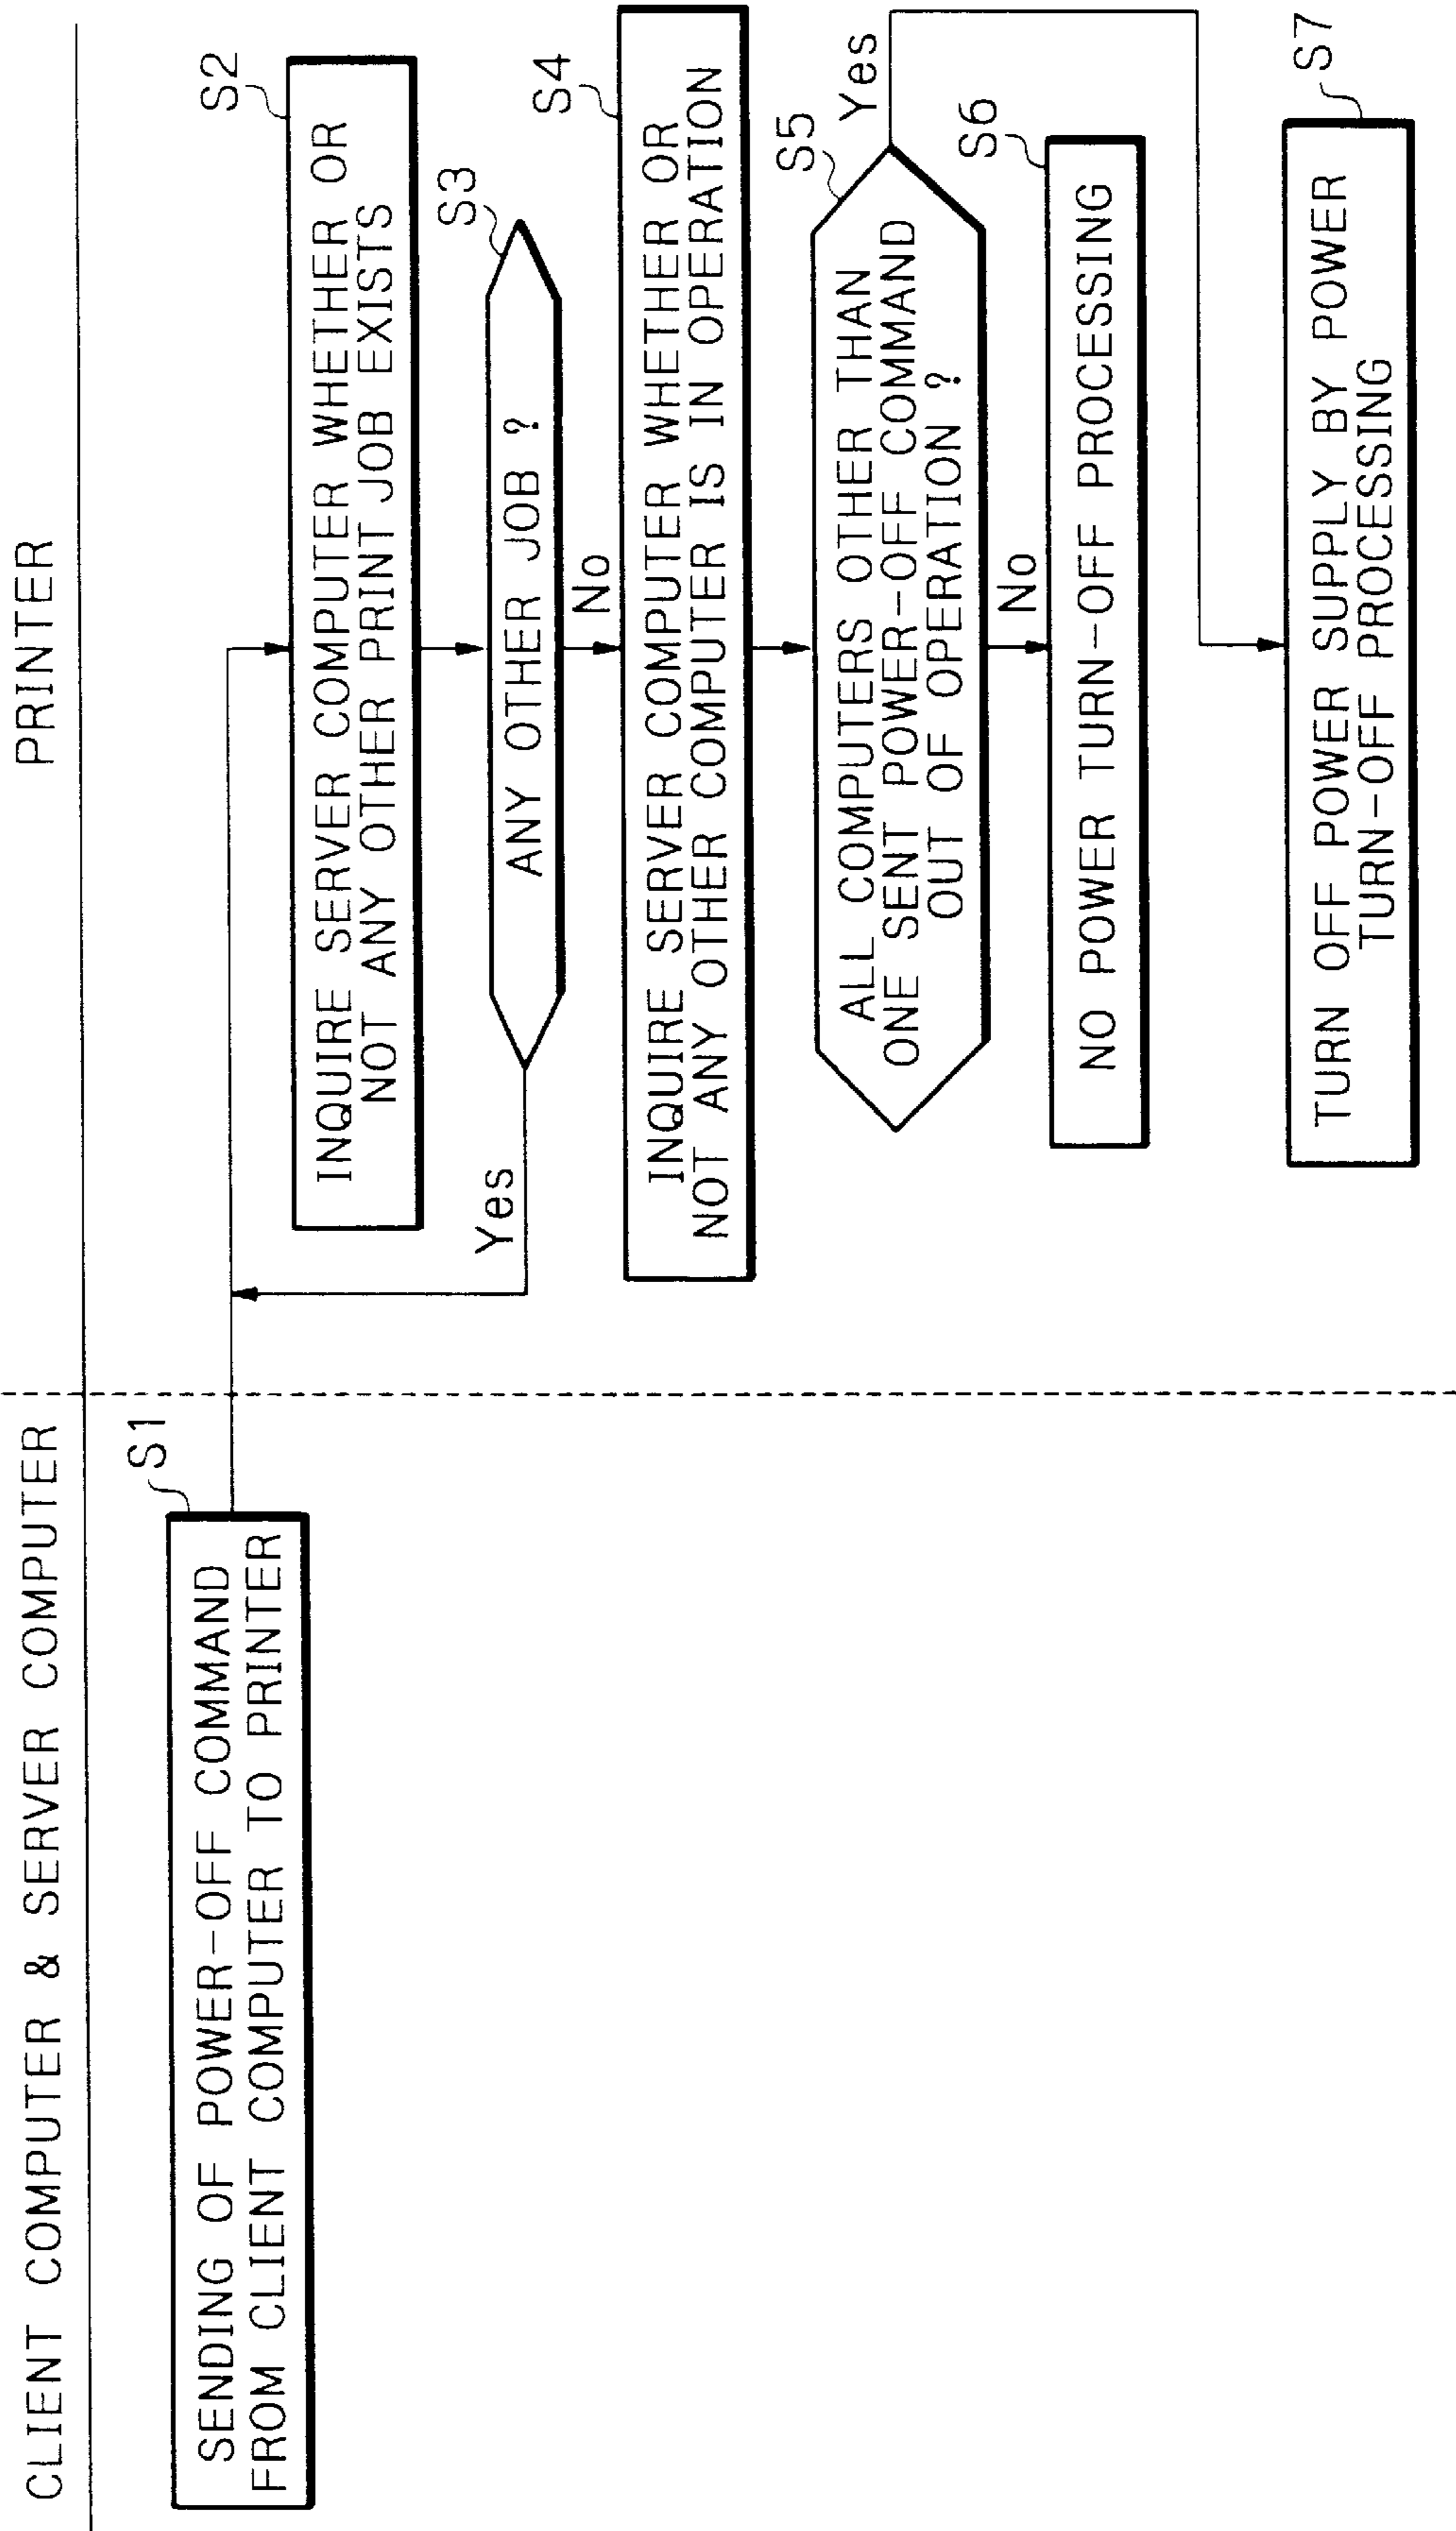 CLIENT COMPUTER & SERVER COMPUTER
PRINTER
S1
SENDING OF POWER-OFF COMMAND
FROM CLIENT COMPUTER TO PRINTER
S2
INQUIRE SERVER COMPUTER WHETHER OR
NOT ANY OTHER PRINT JOB EXISTS
S3
ANY OTHER JOB ?
Yes
No
S4
INQUIRE SERVER COMPUTER WHETHER OR
NOT ANY OTHER COMPUTER IS IN OPERATION
S5
ALL COMPUTERS OTHER THAN
ONE SENT POWER-OFF COMMAND
OUT OF OPERATION ?
Yes
No
S6
NO POWER TURN-OFF PROCESSING
S7
TURN OFF POWER SUPPLY BY POWER
TURN-OFF PROCESSING